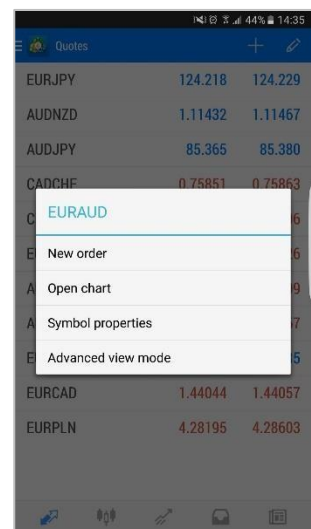 44% 14:35
Quotes
EURJPY 124.218 124.229
AUDNZD 1.11432 1.11467
AUDJPY 85.365 85.380
CADCHF 0.75851 0.75863
EURAUD
New order
Open chart
Symbol properties
Advanced view mode
EURCAD 1.44044 1.44057
EURPLN 4.28195 4.28603